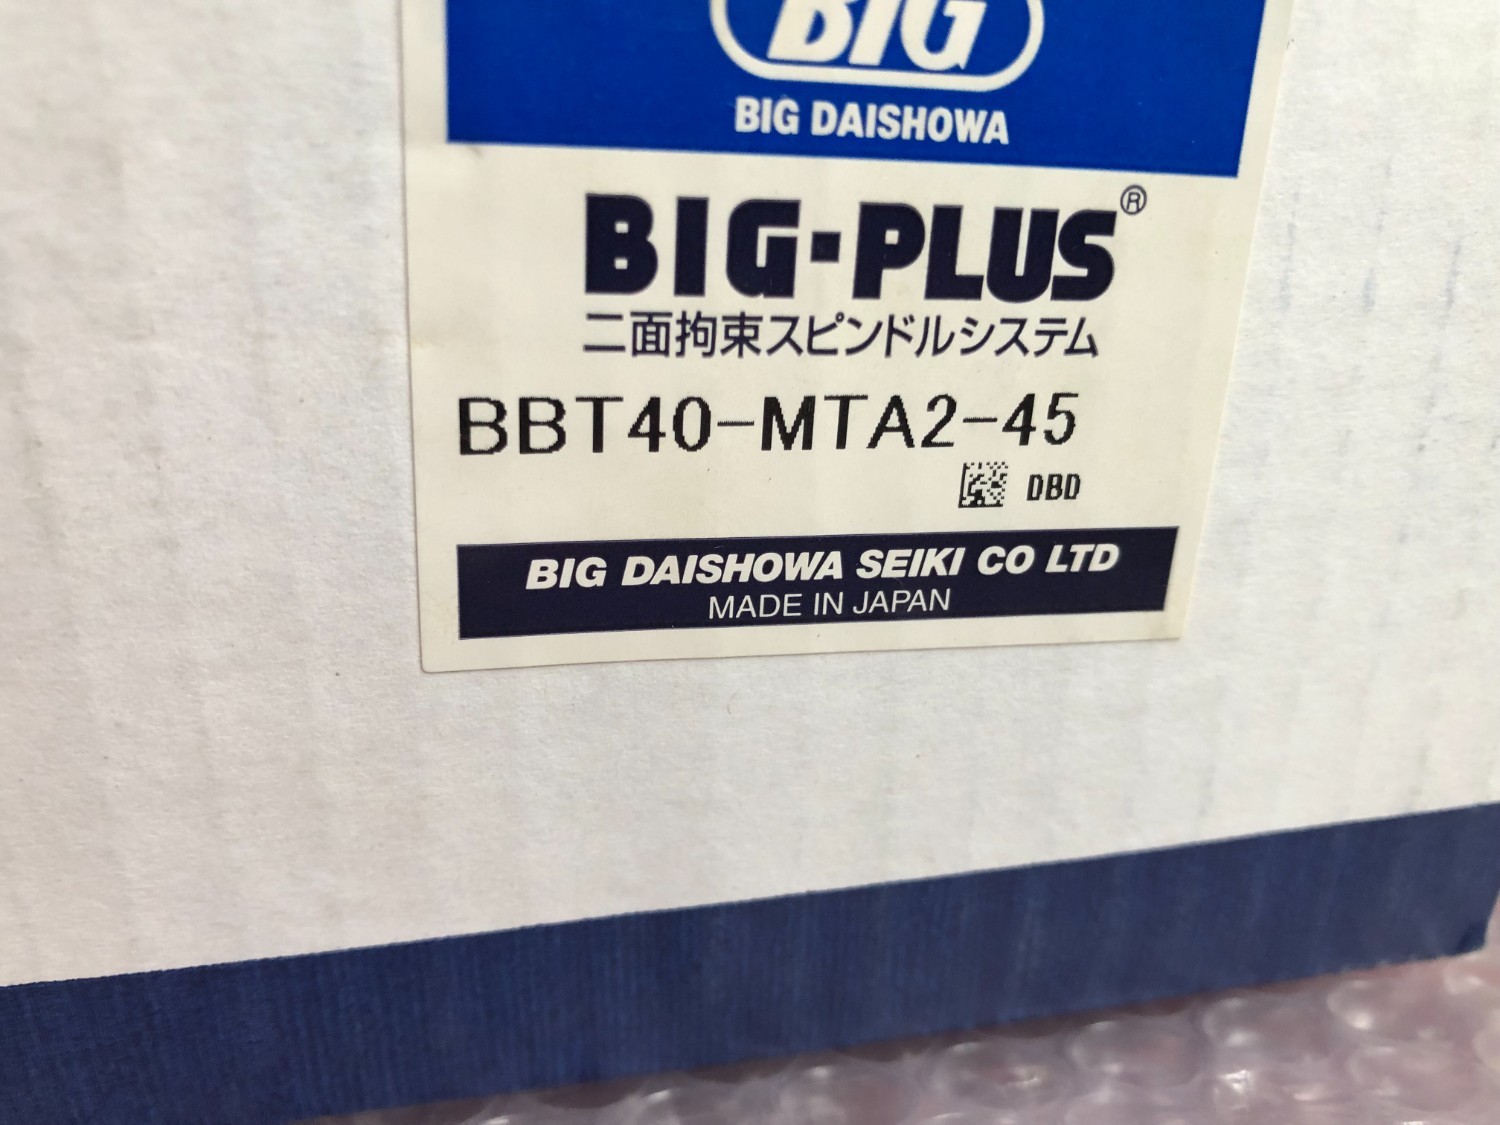 BIG
BIG DAISHOWA
BIG-PLUS®
二面拘束スピンドルシステム
BBT40-MTA2-45
DBD
BIG DAISHOWA SEIKI CO LTD
MADE IN JAPAN